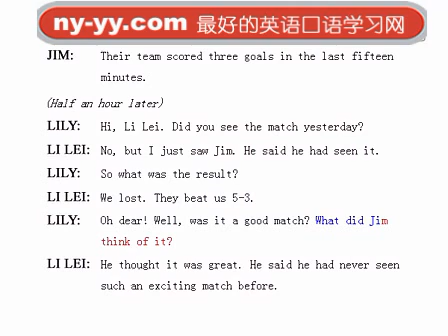 ny-yy.com 最好的英语口语学习网
JIM: Their team scored three goals in the last fifteen
minutes.
(Half an hour later)
LILY: Hi, Li Lei. Did you see the match yesterday?
LI LEI: No, but I just saw Jim. He said he had seen it.
LILY: So what was the result?
LI LEI: We lost. They beat us 5-3.
LILY: Oh dear! Well, was it a good match? What did Jim
think of it?
LI LEI: He thought it was great. He said he had never seen
such an exciting match before.